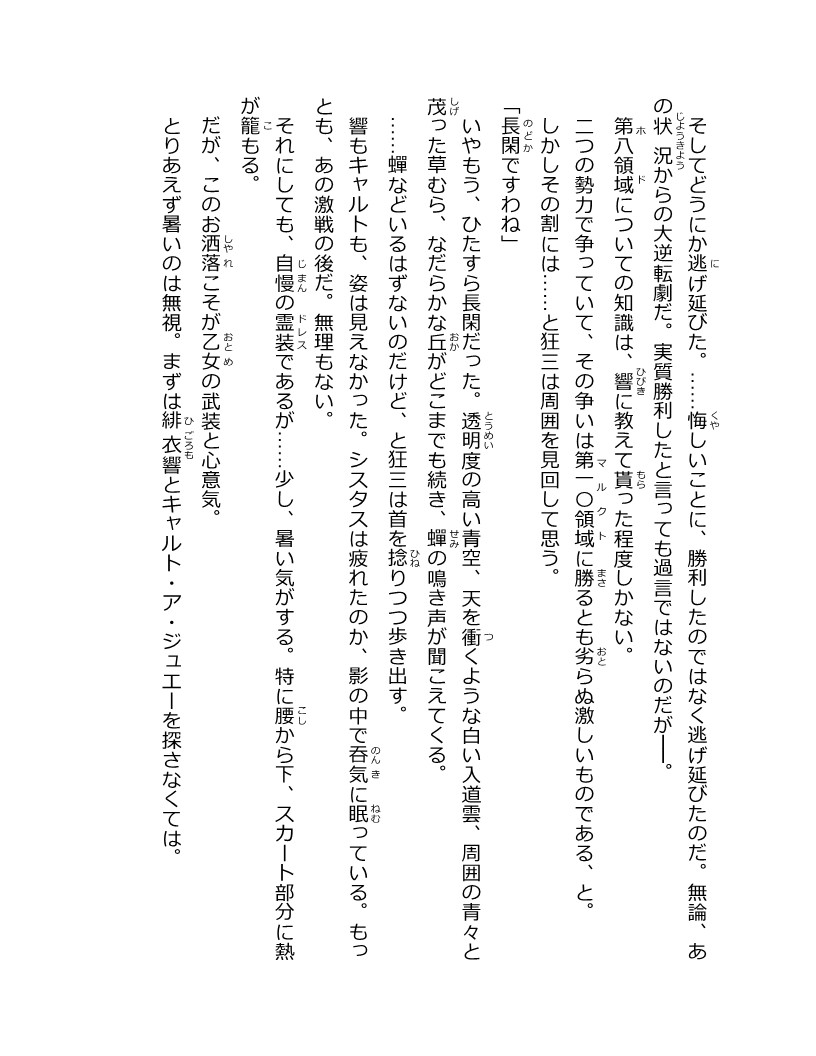 そしてどうにか逃げ延びた。……悔しいことに、勝利したのではなく逃げ延びたのだ。無論、あ
の状況からの大逆転劇だ。実質勝利したと言っても過言ではないのだが――。
第八領域についての知識は、響に教えて貰った程度しかない。
二つの勢力で争っていて、その争いは第一〇領域に勝るとも劣らぬ激しいものである、と。
しかしその割には……と狂三は周囲を見回して思う。
「長閑ですわね」
いやもう、ひたすら長閑だった。透明度の高い青空、天を衝くような白い入道雲、周囲の青々と
茂った草むら、なだらかな丘がどこまでも続き、蟬の鳴き声が聞こえてくる。
……蟬などいるはずないのだけど、と狂三は首を捻りつつ歩き出す。
響もキャルトも、姿は見えなかった。シスタスは疲れたのか、影の中で呑気に眠っている。もっ
とも、あの激戦の後だ。無理もない。
それにしても、自慢の霊装であるが……少し、暑い気がする。特に腰から下、スカート部分に熱
が籠もる。
だが、このお洒落こそが乙女の武装と心意気。
とりあえず暑いのは無視。まずは緋衣響とキャルト・ア・ジュエーを探さなくては。